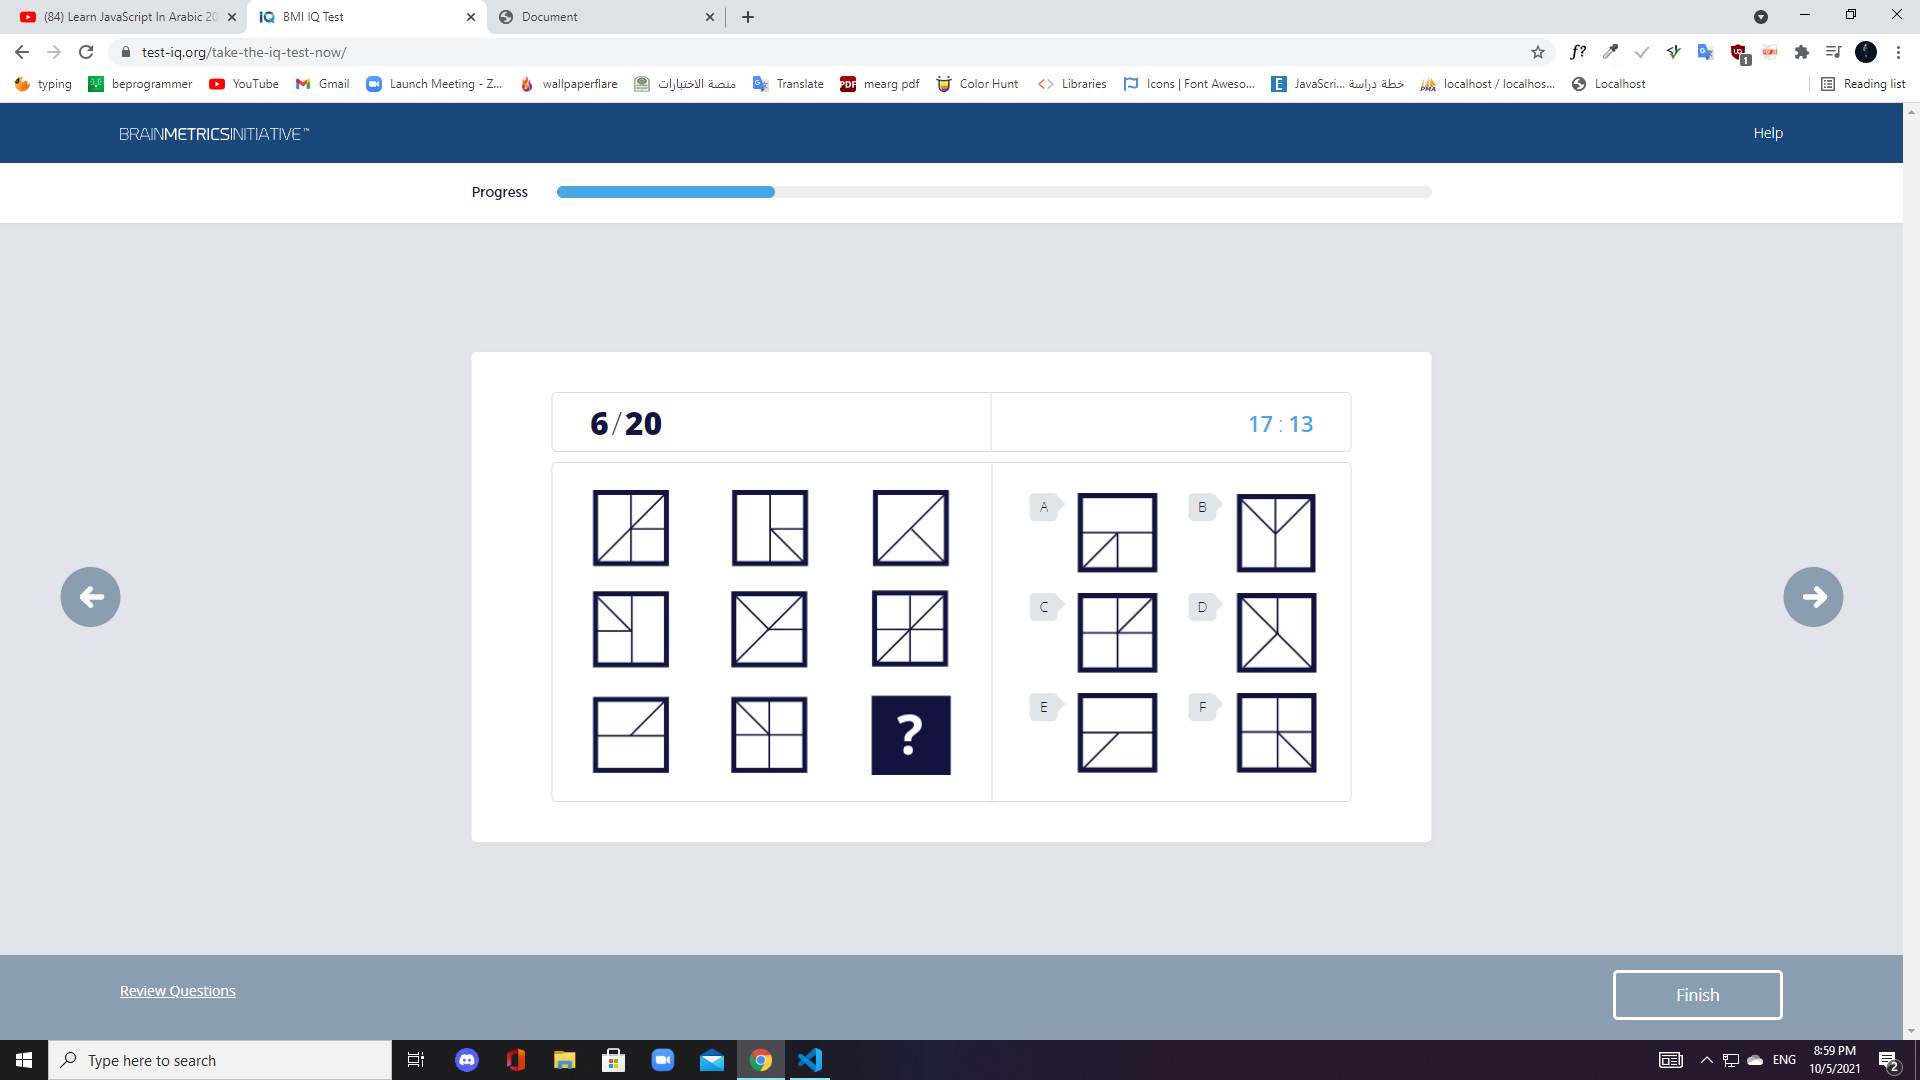 (84) Learn JavaScript In Arabic 20
BMI IQ Test
Document
test-iq.org/take-the-iq-test-now/
typing
beprogrammer
YouTube
Gmail
Launch Meeting - Z...
wallpaperflare
منصة الاختبارات
Translate
mearg pdf
Color Hunt
Libraries
Icons | Font Aweso...
JavaScri... خطة دراسة
localhost / localhos...
Localhost
Reading list
BRAINMETRICSINITIATIVE™
Help
Progress
6/20
17 : 13
A
B
C
D
E
F
?
Review Questions
Finish
Type here to search
ENG
8:59 PM
10/5/2021
2